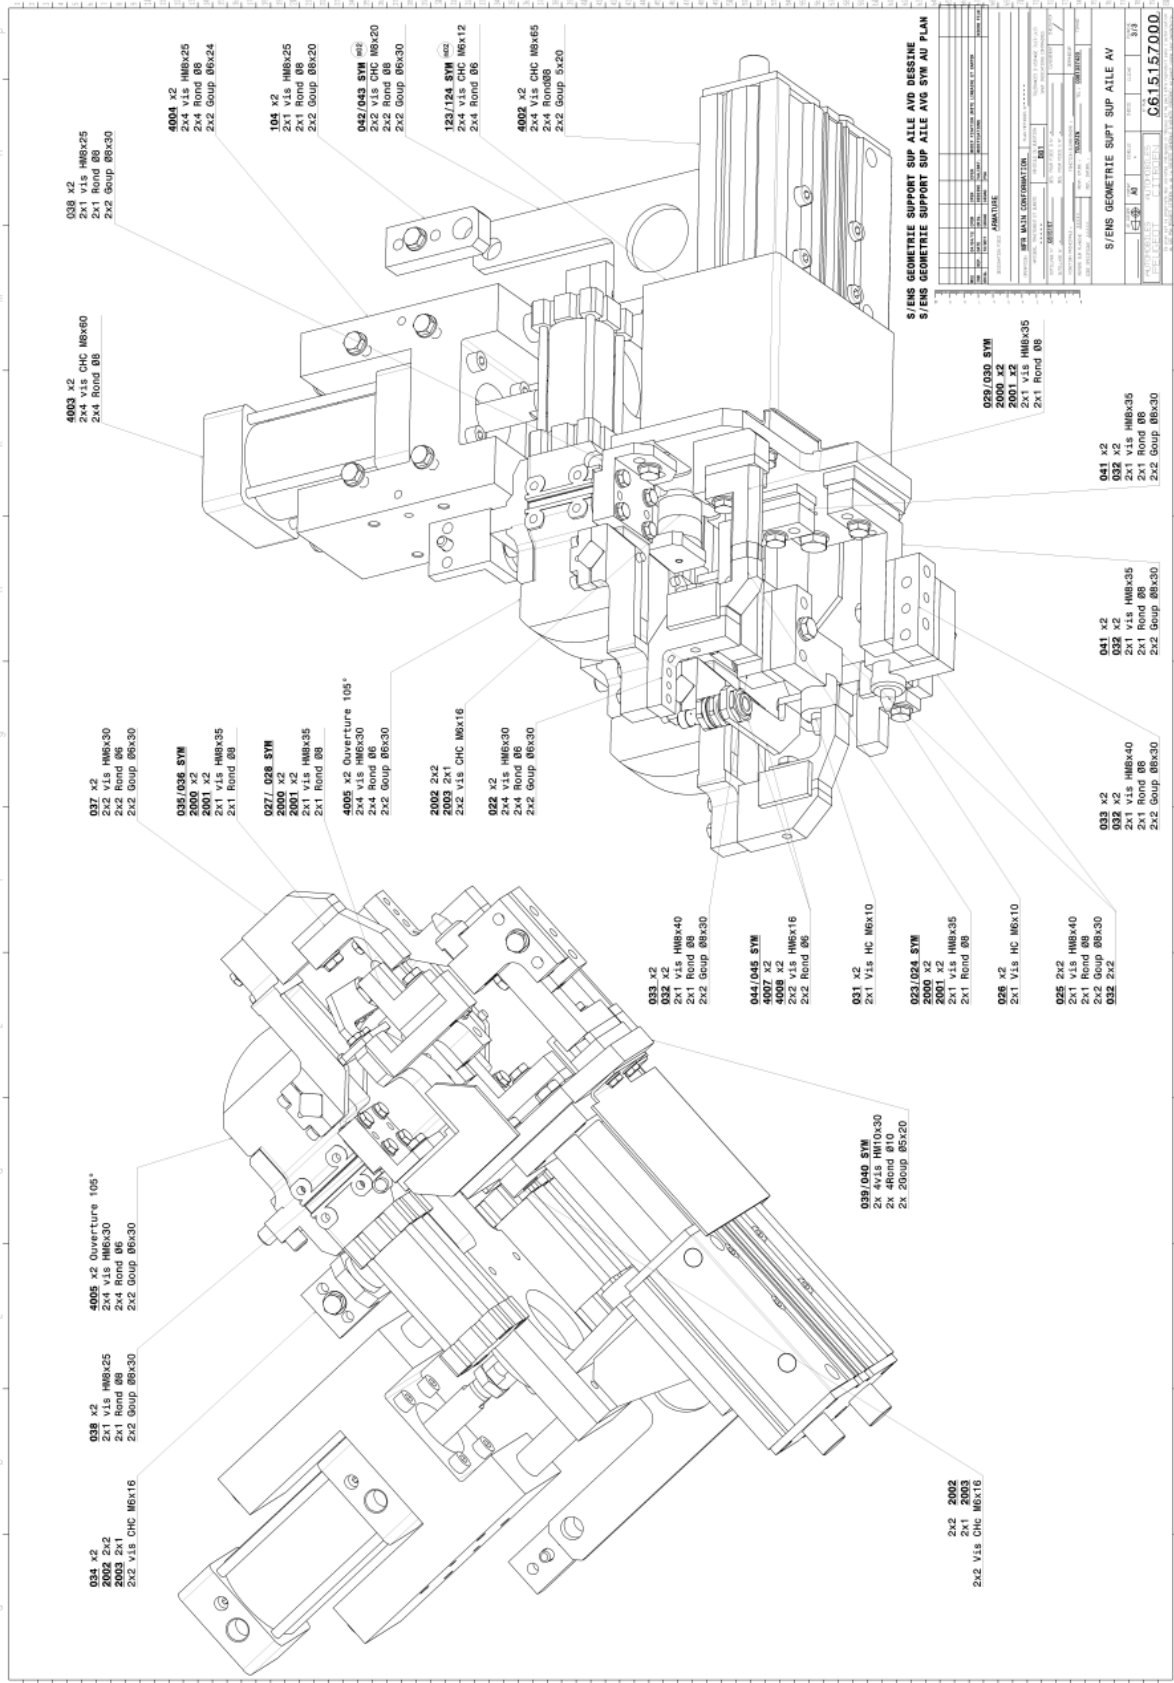 4003 x2
2x4 vis CHC M8x60
2x4 Rond Ø8
038 x2
2x1 vis HM8x25
2x1 Rond Ø8
2x2 Goup Ø8x30
4004 x2
2x4 vis HM8x25
2x4 Rond Ø8
2x2 Goup Ø6x24
104 x2
2x1 vis HM8x25
2x1 Rond Ø8
2x2 Goup Ø8x20
042/043 SYM
2x2 vis CHC M8x20
2x2 Rond Ø8
2x2 Goup Ø6x30
123/124 SYM
2x4 vis CHC M6x12
2x4 Rond Ø6
4002 x2
2x4 vis CHC M8x65
2x4 RondØ8
2x2 Goup 5x20
037 x2
2x2 vis HM6x30
2x2 Rond Ø6
2x2 Goup Ø6x30
035/036 SYM
2000 x2
2001 x2
2x1 vis HM8x35
2x1 Rond Ø8
027/ 028 SYM
2000 x2
2001 x2
2x1 vis HM8x35
2x1 Rond Ø8
4005 x2 Ouverture 105°
2x4 vis HM6x30
2x4 Rond Ø6
2x2 Goup Ø6x30
2002 2x2
2003 2x1
2x2 vis CHC M6x16
022 x2
2x4 vis HM6x30
2x4 Rond Ø6
2x2 Goup Ø6x30
029/030 SYM
2000 x2
2001 x2
2x1 vis HM8x35
2x1 Rond Ø8
041 x2
032 x2
2x1 vis HM8x35
2x1 Rond Ø8
2x2 Goup Ø8x30
041 x2
032 x2
2x1 vis HM8x35
2x1 Rond Ø8
2x2 Goup Ø8x30
033 x2
032 x2
2x1 vis HM8x40
2x1 Rond Ø8
2x2 Goup Ø8x30
033 x2
032 x2
2x1 vis HM8x40
2x1 Rond Ø8
2x2 Goup Ø8x30
044/045 SYM
4007 x2
4008 x2
2x2 vis HM6x16
2x2 Rond Ø6
031 x2
2x1 Vis HC M6x10
023/024 SYM
2000 x2
2001 x2
2x1 vis HM8x35
2x1 Rond Ø8
026 x2
2x1 Vis HC M6x10
025 2x2
2x1 vis HM8x40
2x1 Rond Ø8
2x2 Goup Ø8x30
032 2x2
4005 x2 Ouverture 105°
2x4 vis HM6x30
2x4 Rond Ø6
2x2 Goup Ø6x30
038 x2
2x1 vis HM8x25
2x1 Rond Ø8
2x2 Goup Ø8x30
034 x2
2002 2x2
2003 2x1
2x2 vis CHC M6x16
039/040 SYM
2x 4vis HM10x30
2x 4Rond Ø10
2x 2Goup Ø5x20
2x2 2002
2x1 2003
2x2 Vis CHc M6x16
S/ENS GEOMETRIE SUPPORT SUP AILE AVD DESSINE
S/ENS GEOMETRIE SUPPORT SUP AILE AVG SYM AU PLAN
ARMATURE
MAIN CONFORMATION
S/ENS GEOMETRIE SUPT SUP AILE AV
A0
3/3
AUTOMOBILES PEUGEOT
AUTOMOBILES CITROEN
C615157000